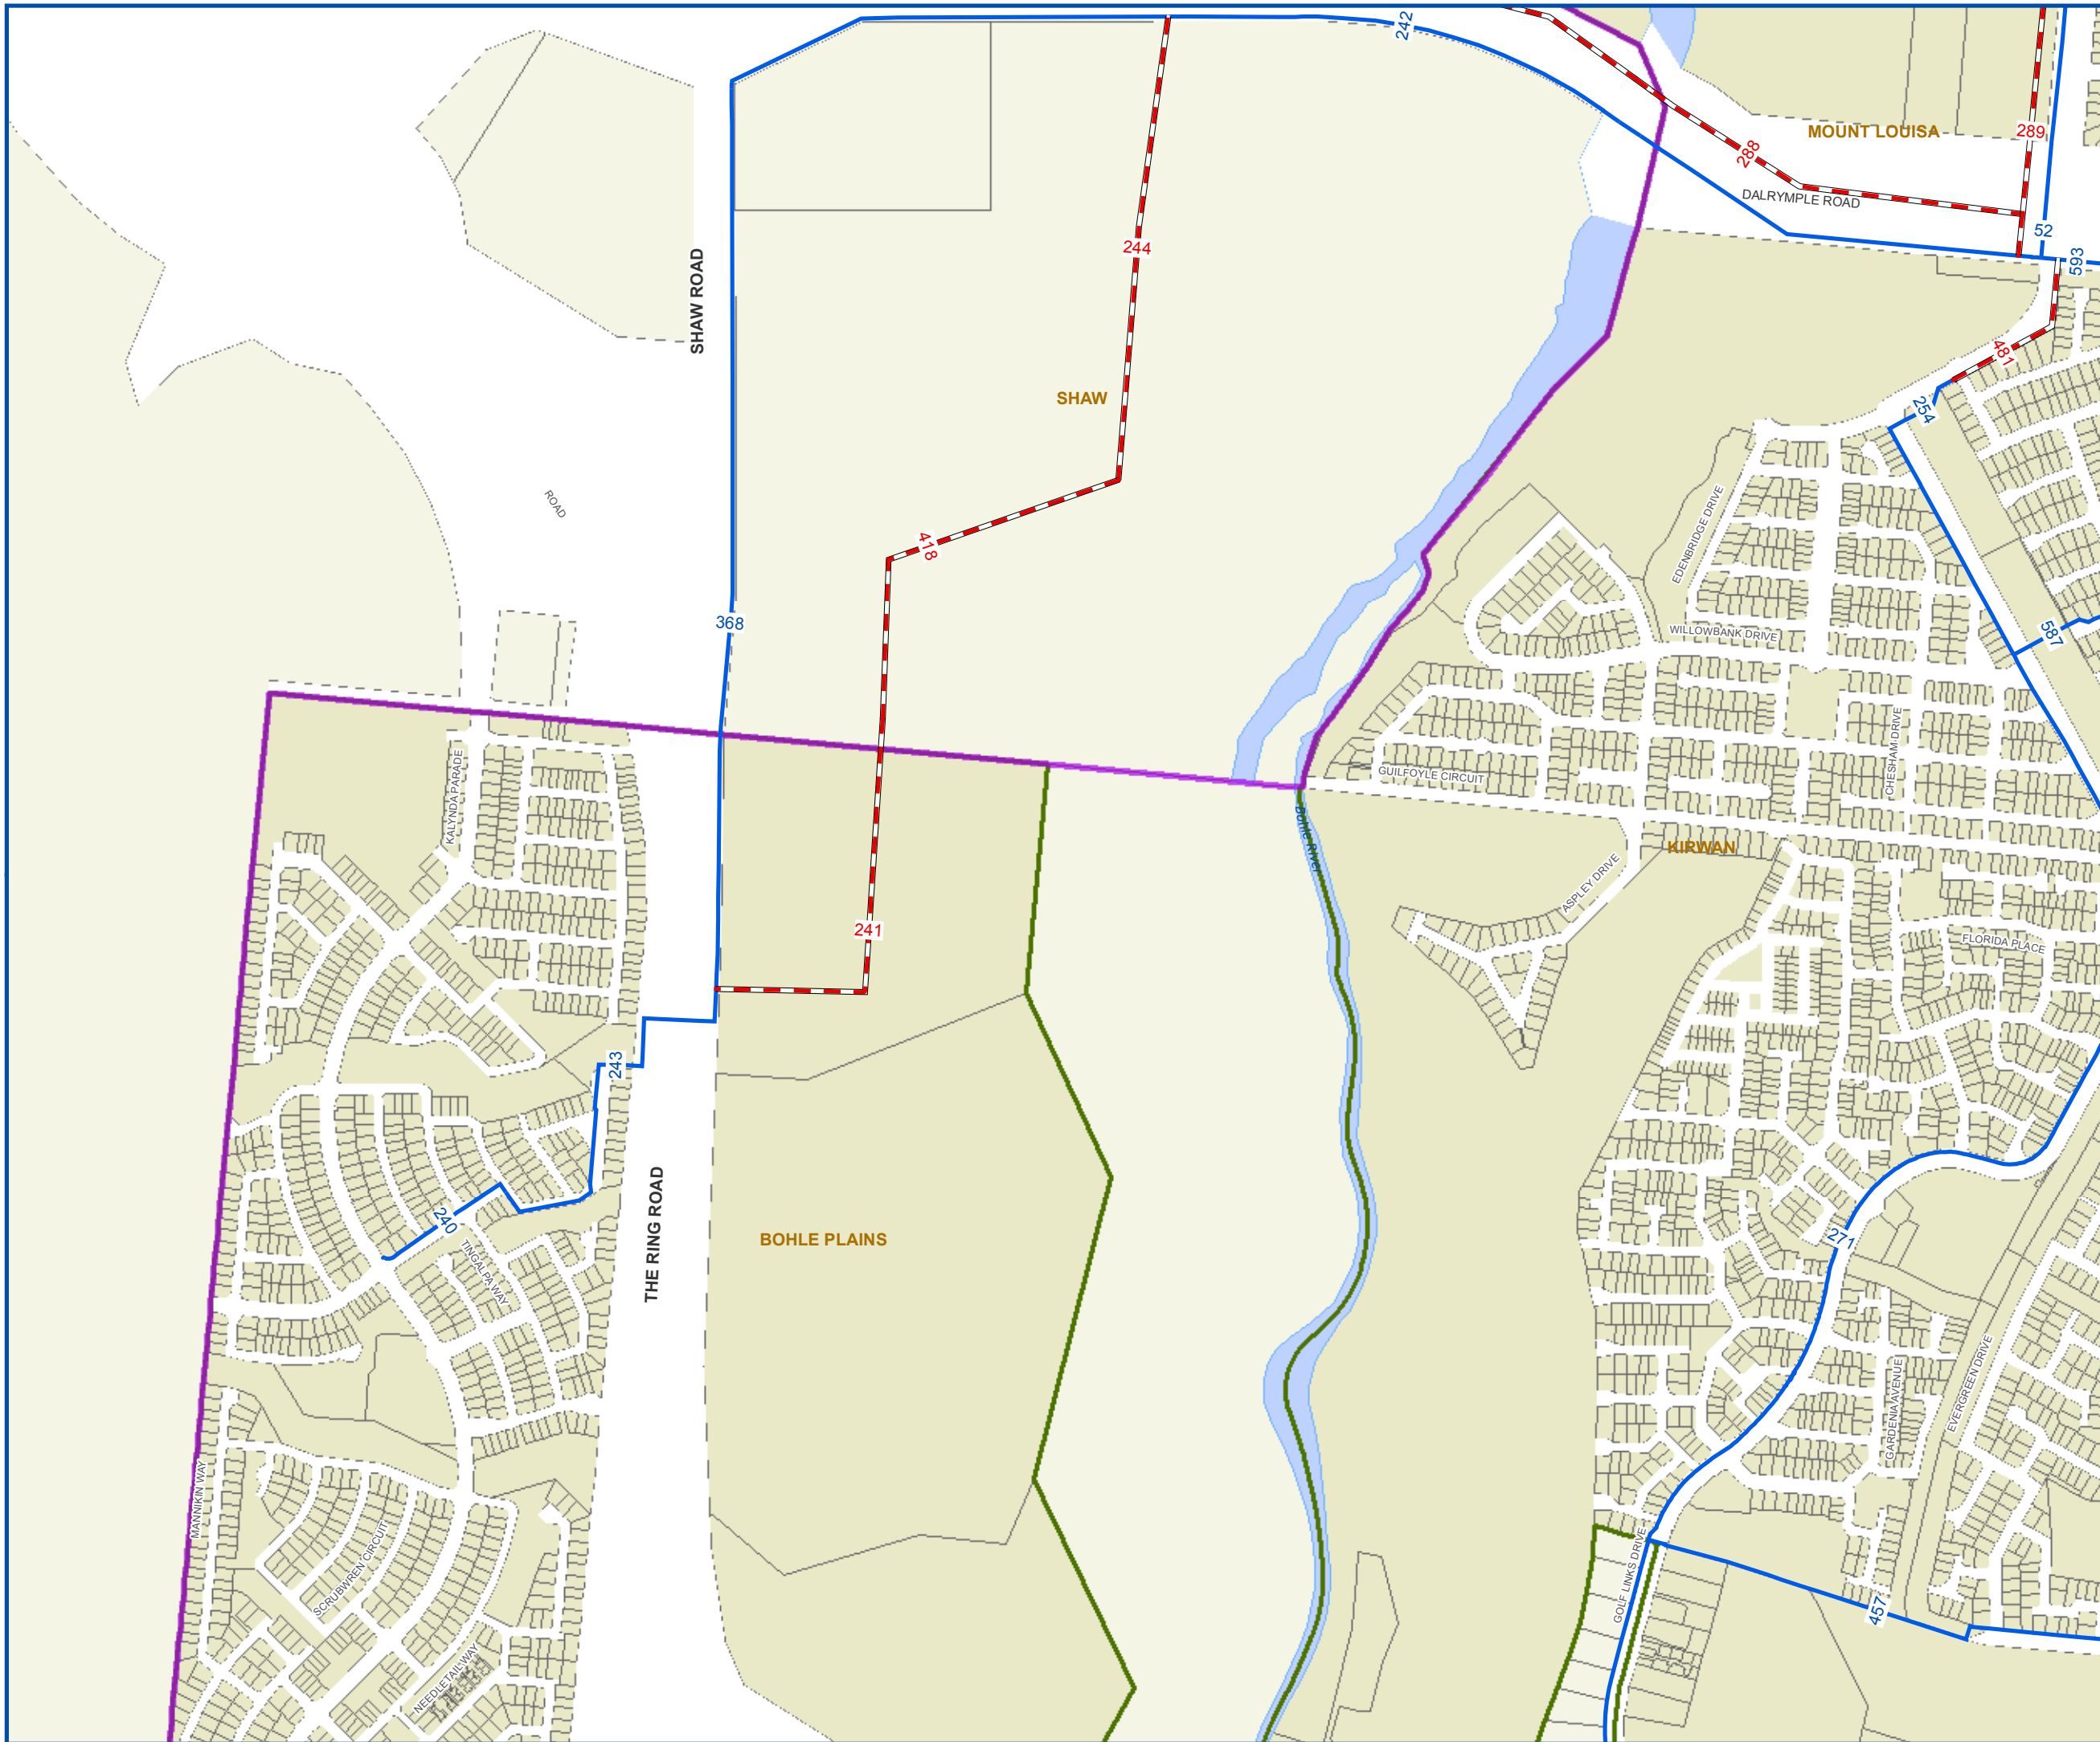 242
MOUNT LOUISA
289
288
DALRYMPLE ROAD
52
593
244
SHAW ROAD
481
SHAW
254
ROAD
418
EDENBRIDGE DRIVE
368
WILLOWBANK DRIVE
587
KALYNDA PARADE
CHESHAM DRIVE
GUILFOYLE CIRCUIT
Bohle River
KIRWAN
ASPLEY DRIVE
241
FLORIDA PLACE
243
240
THE RING ROAD
BOHLE PLAINS
271
TINGALPA WAY
EVERGREEN DRIVE
GARDENIA AVENUE
MANNIKIN WAY
SCRUBWREN CIRCUIT
GOLF LINKS DRIVE
457
NEEDLETAIL WAY